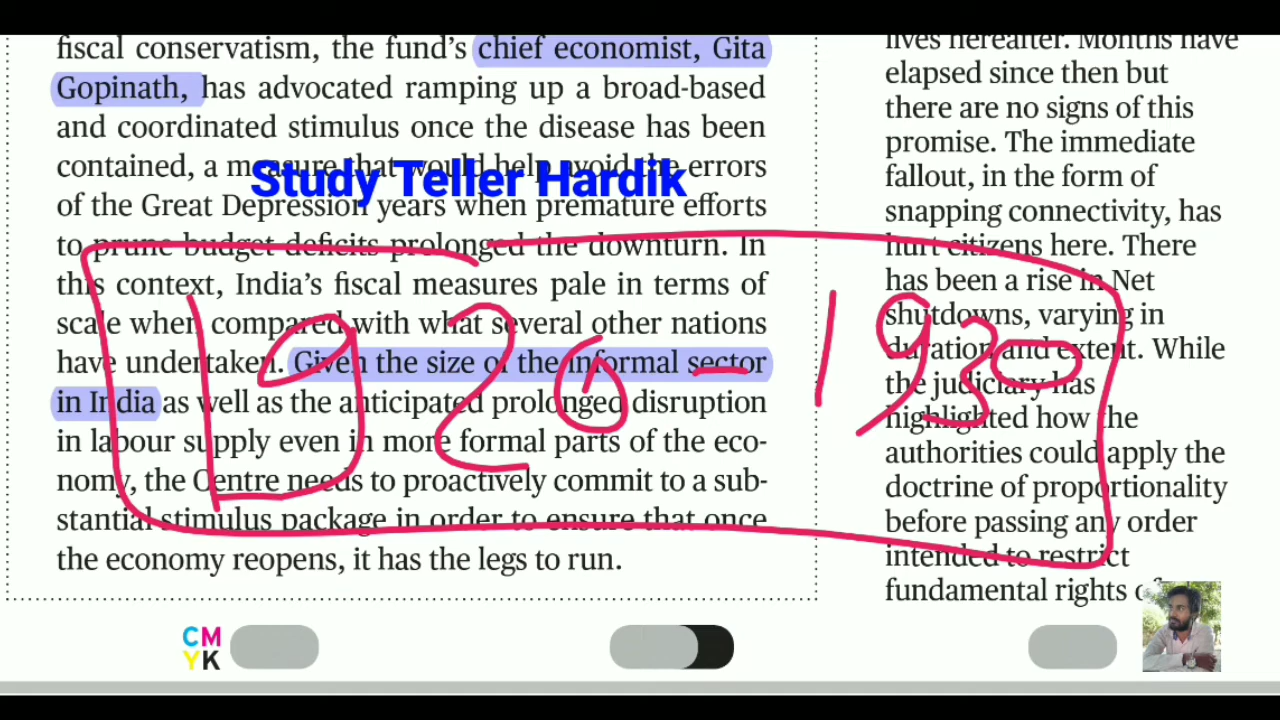 fiscal conservatism, the fund's chief economist, Gita
Gopinath, has advocated ramping up a broad-based
and coordinated stimulus once the disease has been
contained, a measure that would help avoid the errors
of the Great Depression years when premature efforts
to prune budget deficits prolonged the downturn. In
this context, India's fiscal measures pale in terms of
scale when compared with what several other nations
have undertaken. Given the size of the informal sector
in India as well as the anticipated prolonged disruption
in labour supply even in more formal parts of the eco-
nomy, the Centre needs to proactively commit to a sub-
stantial stimulus package in order to ensure that once
the economy reopens, it has the legs to run.
Study Teller Hardik
1920 - 1930
lives hereafter. Months have
elapsed since then but
there are no signs of this
promise. The immediate
fallout, in the form of
snapping connectivity, has
hurt citizens here. There
has been a rise in Net
shutdowns, varying in
duration and extent. While
the judiciary has
highlighted how the
authorities could apply the
doctrine of proportionality
before passing any order
intended to restrict
fundamental rights
CM
YK